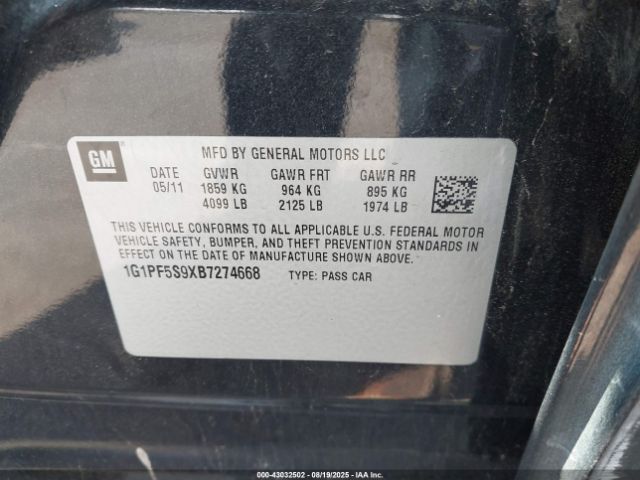 GM
MFD BY GENERAL MOTORS LLC
DATE GVWR GAWR FRT GAWR RR
05/11 1859 KG 964 KG 895 KG
4099 LB 2125 LB 1974 LB
THIS VEHICLE CONFORMS TO ALL APPLICABLE U.S. FEDERAL MOTOR
VEHICLE SAFETY, BUMPER, AND THEFT PREVENTION STANDARDS IN
EFFECT ON THE DATE OF MANUFACTURE SHOWN ABOVE.
1G1PF5S9XB7274668 TYPE: PASS CAR
000-43032502 - 08/19/2025 - IAAI, Inc.